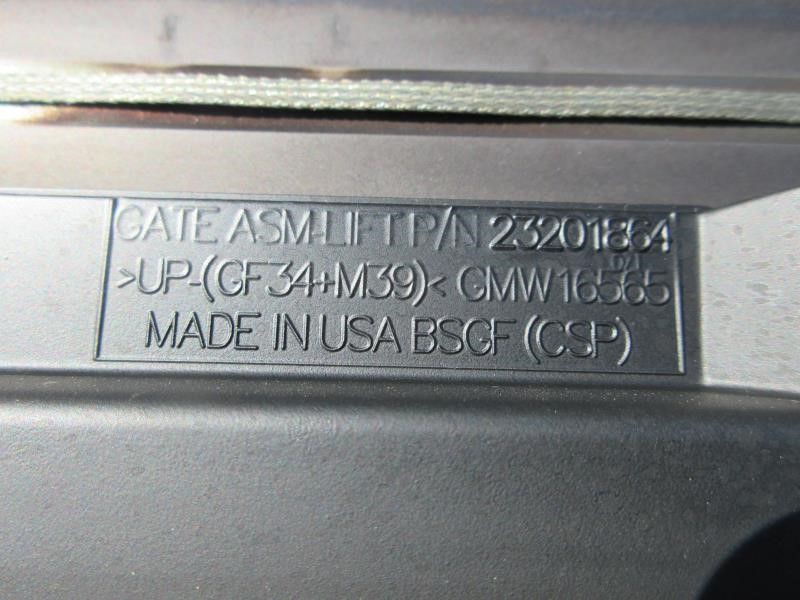 GATE ASM-LIFT P/N 23201864
>UP-(GF34+M39)< GMW16565
MADE IN USA BSGF (CSP)